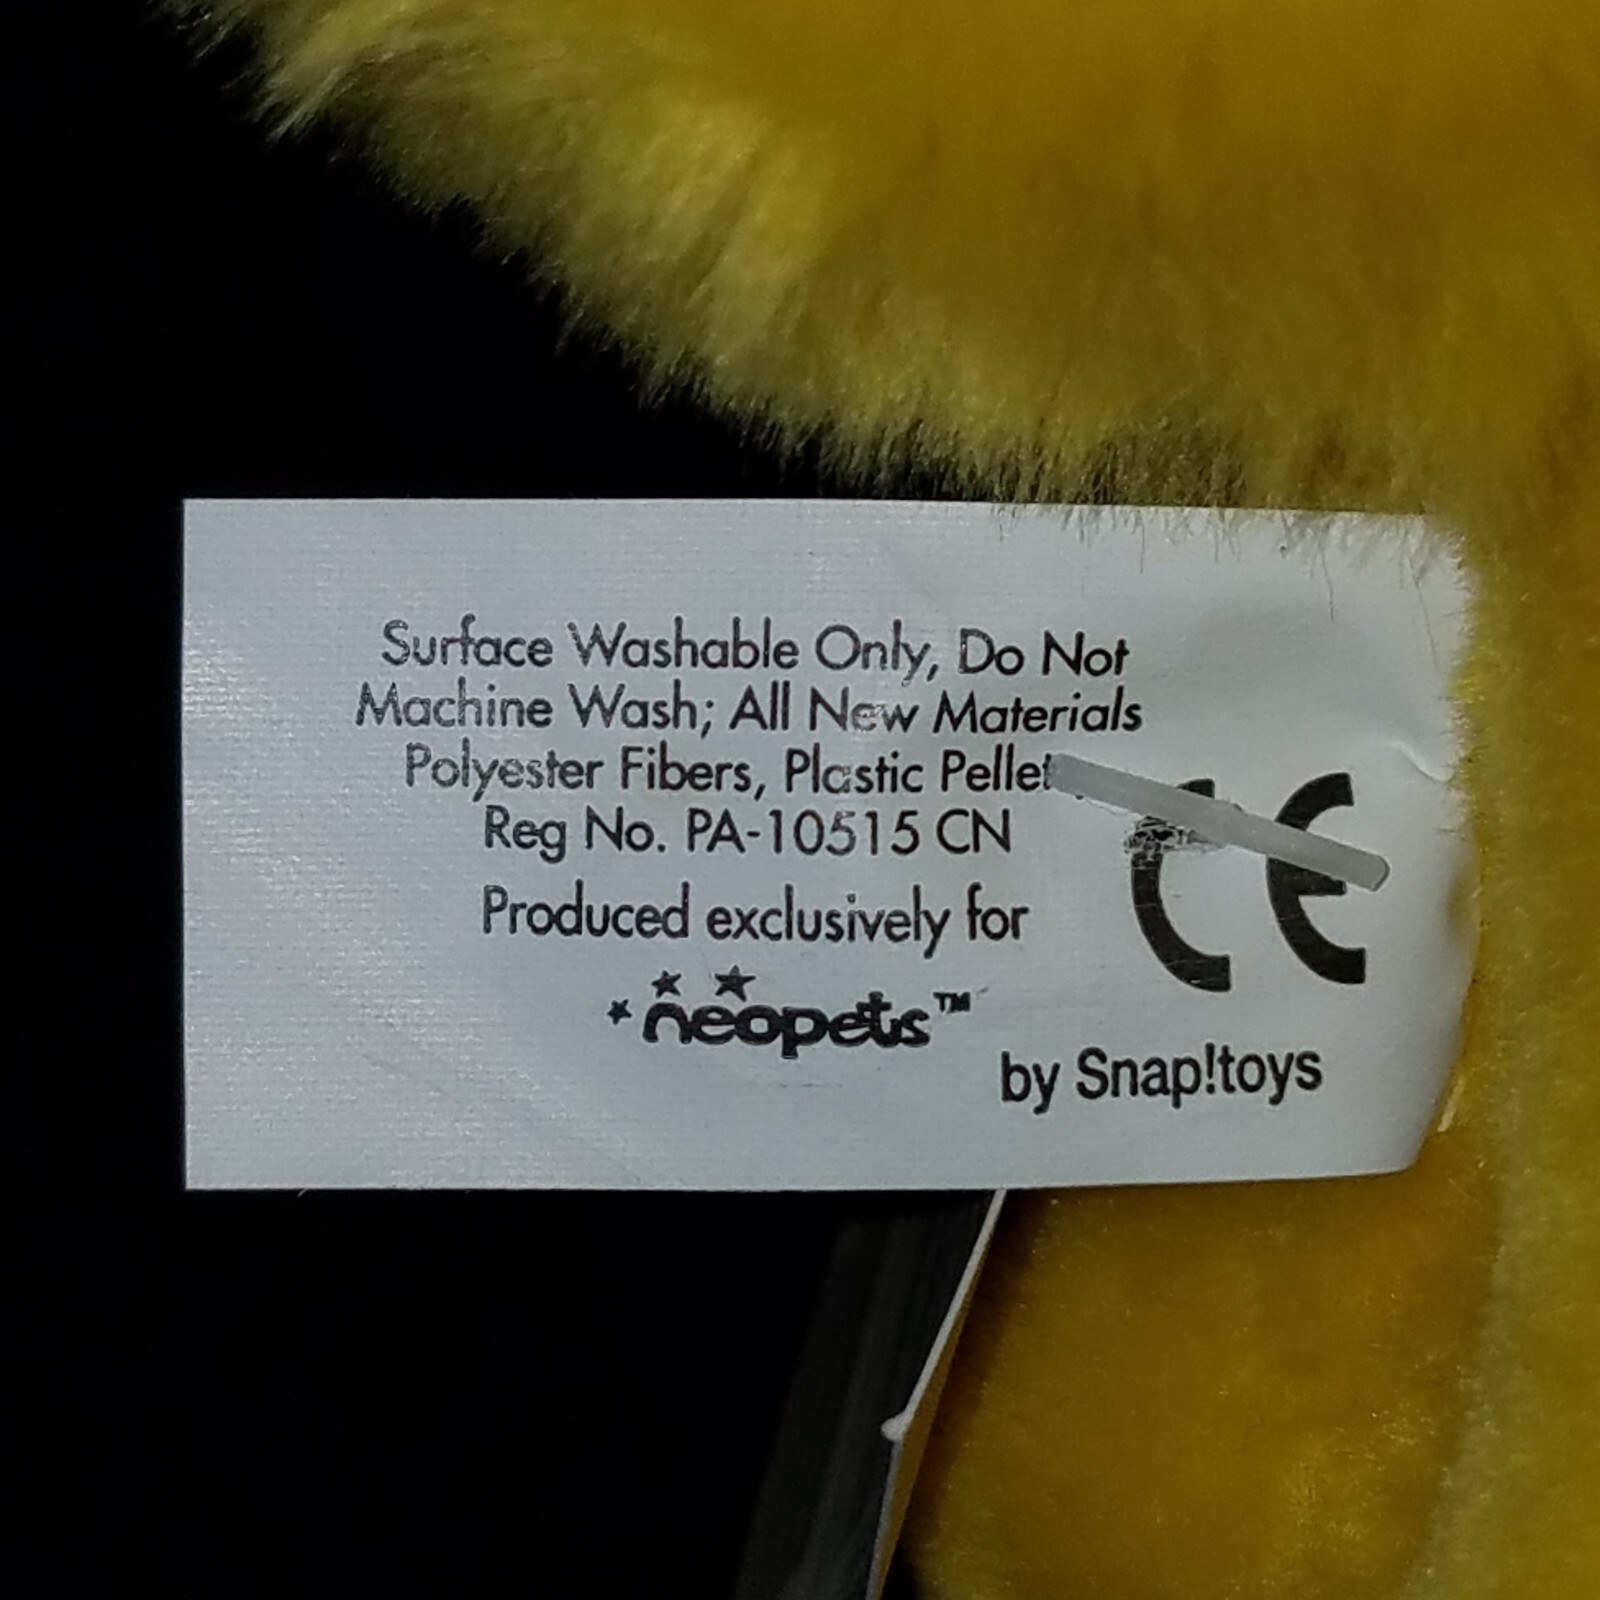 Surface Washable Only, Do Not
Machine Wash; All New Materials
Polyester Fibers, Plastic Pellet
Reg No. PA-10515 CN
Produced exclusively for
neopets™
CE
by Snap!toys